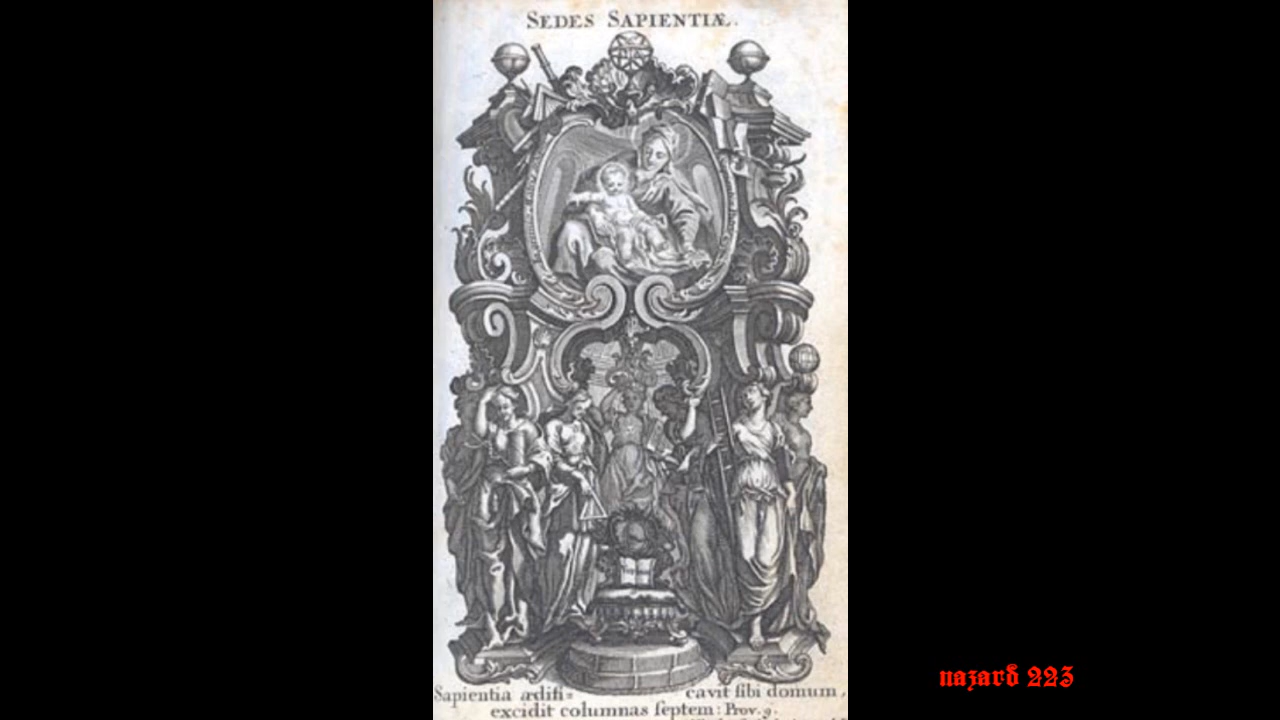 SEDES SAPIENTIÆ.
Sapientia ædifi= cavit ſibi domum,
excidit columnas ſeptem: Prov. 9.
nazard 223